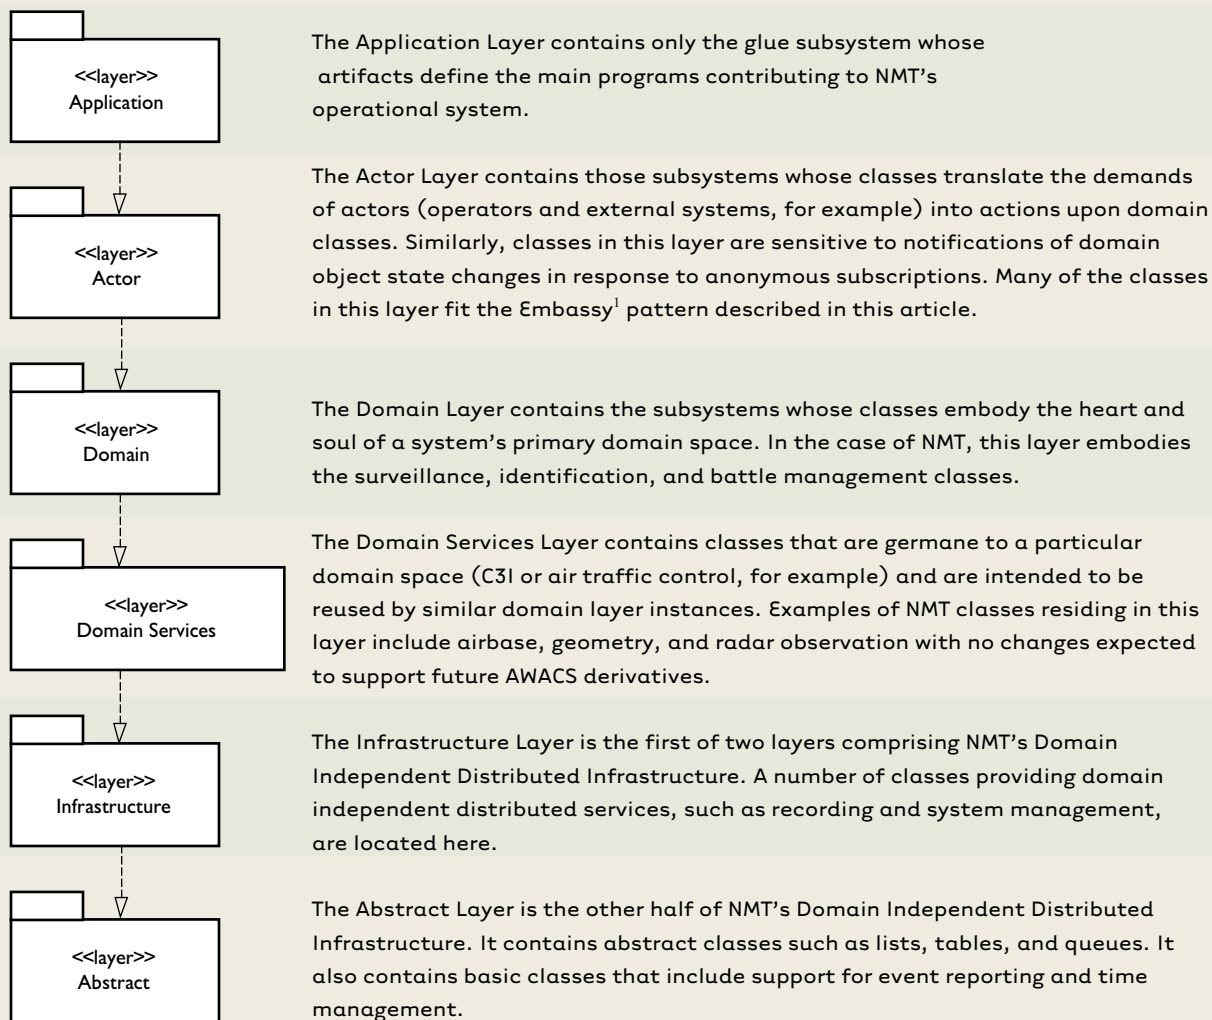 <<layer>>
Application
The Application Layer contains only the glue subsystem whose
artifacts define the main programs contributing to NMT’s
operational system.
<<layer>>
Actor
The Actor Layer contains those subsystems whose classes translate the demands
of actors (operators and external systems, for example) into actions upon domain
classes. Similarly, classes in this layer are sensitive to notifications of domain
object state changes in response to anonymous subscriptions. Many of the classes
in this layer fit the Embassy¹ pattern described in this article.
<<layer>>
Domain
The Domain Layer contains the subsystems whose classes embody the heart and
soul of a system’s primary domain space. In the case of NMT, this layer embodies
the surveillance, identification, and battle management classes.
<<layer>>
Domain Services
The Domain Services Layer contains classes that are germane to a particular
domain space (C3I or air traffic control, for example) and are intended to be
reused by similar domain layer instances. Examples of NMT classes residing in this
layer include airbase, geometry, and radar observation with no changes expected
to support future AWACS derivatives.
<<layer>>
Infrastructure
The Infrastructure Layer is the first of two layers comprising NMT’s Domain
Independent Distributed Infrastructure. A number of classes providing domain
independent distributed services, such as recording and system management,
are located here.
<<layer>>
Abstract
The Abstract Layer is the other half of NMT’s Domain Independent Distributed
Infrastructure. It contains abstract classes such as lists, tables, and queues. It
also contains basic classes that include support for event reporting and time
management.